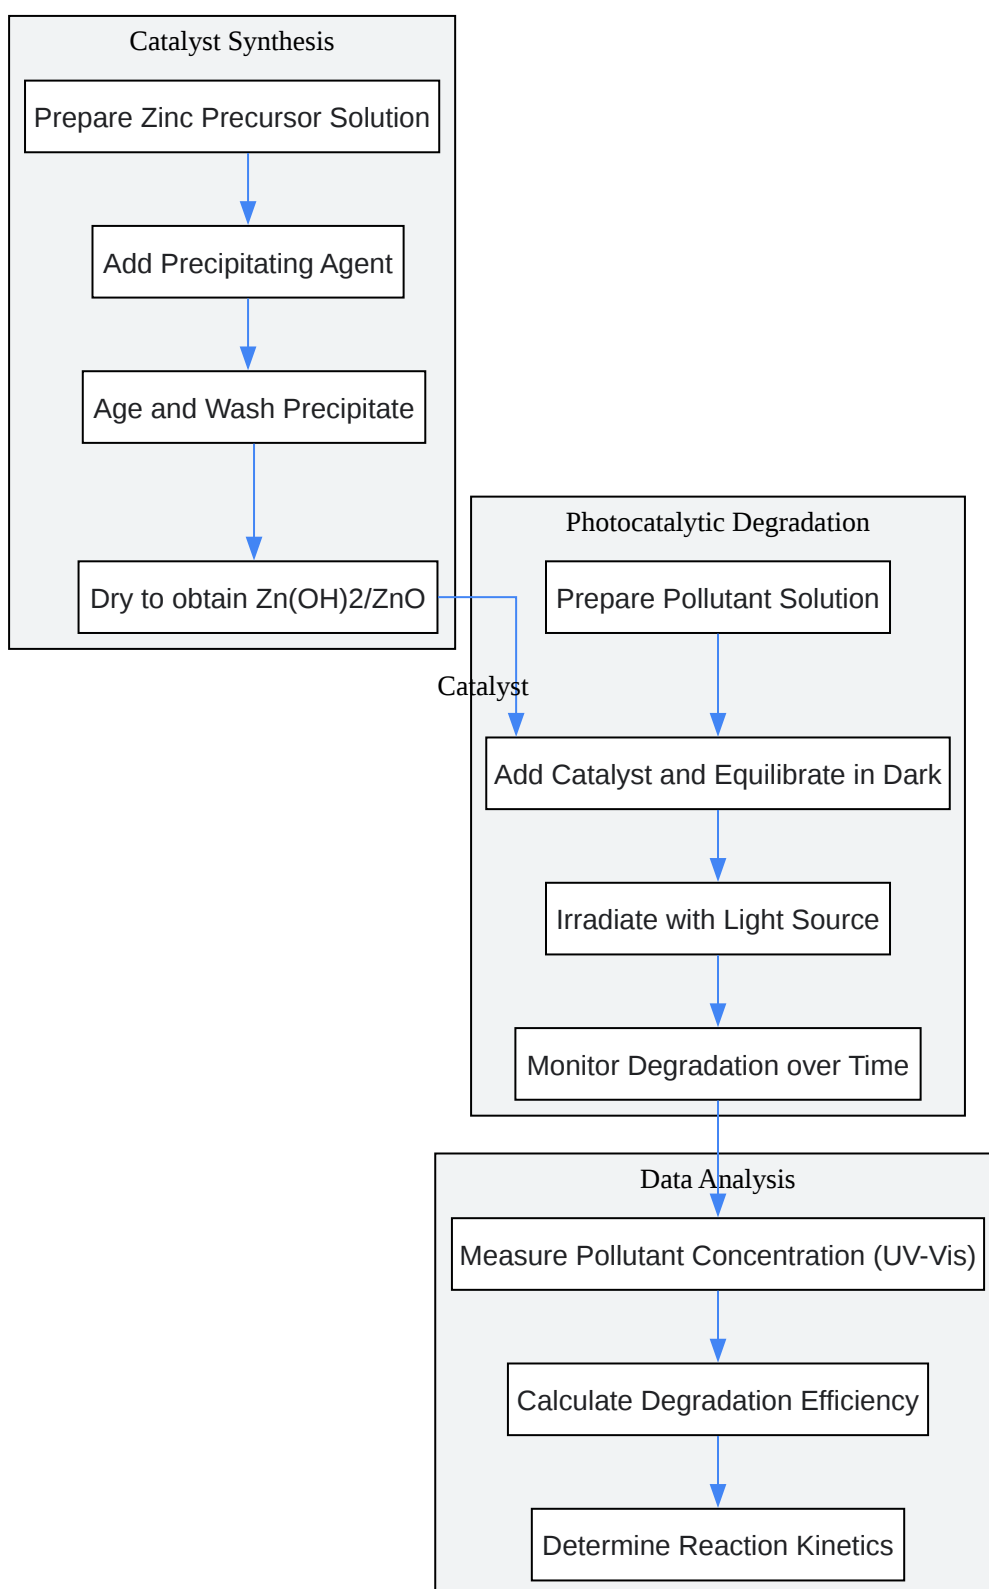 Catalyst Synthesis
Prepare Zinc Precursor Solution
Add Precipitating Agent
Age and Wash Precipitate
Dry to obtain Zn(OH)2/ZnO
Catalyst
Photocatalytic Degradation
Prepare Pollutant Solution
Add Catalyst and Equilibrate in Dark
Irradiate with Light Source
Monitor Degradation over Time
Data Analysis
Measure Pollutant Concentration (UV-Vis)
Calculate Degradation Efficiency
Determine Reaction Kinetics